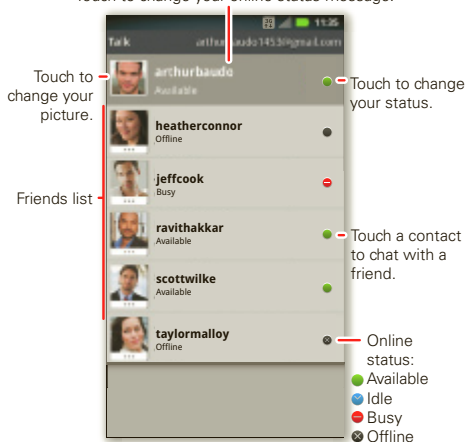 Touch to change your online status message.
11:35
Talk arthurbaudo1453@gmail.com
arthurbaudo
Available
Touch to
change your
picture.
Touch to change
your status.
heatherconnor
Offline
jeffcook
Busy
Friends list
ravithakkar
Available
Touch a contact
to chat with a
friend.
scottwilke
Available
taylormalloy
Offline
Online
status:
Available
Idle
Busy
Offline